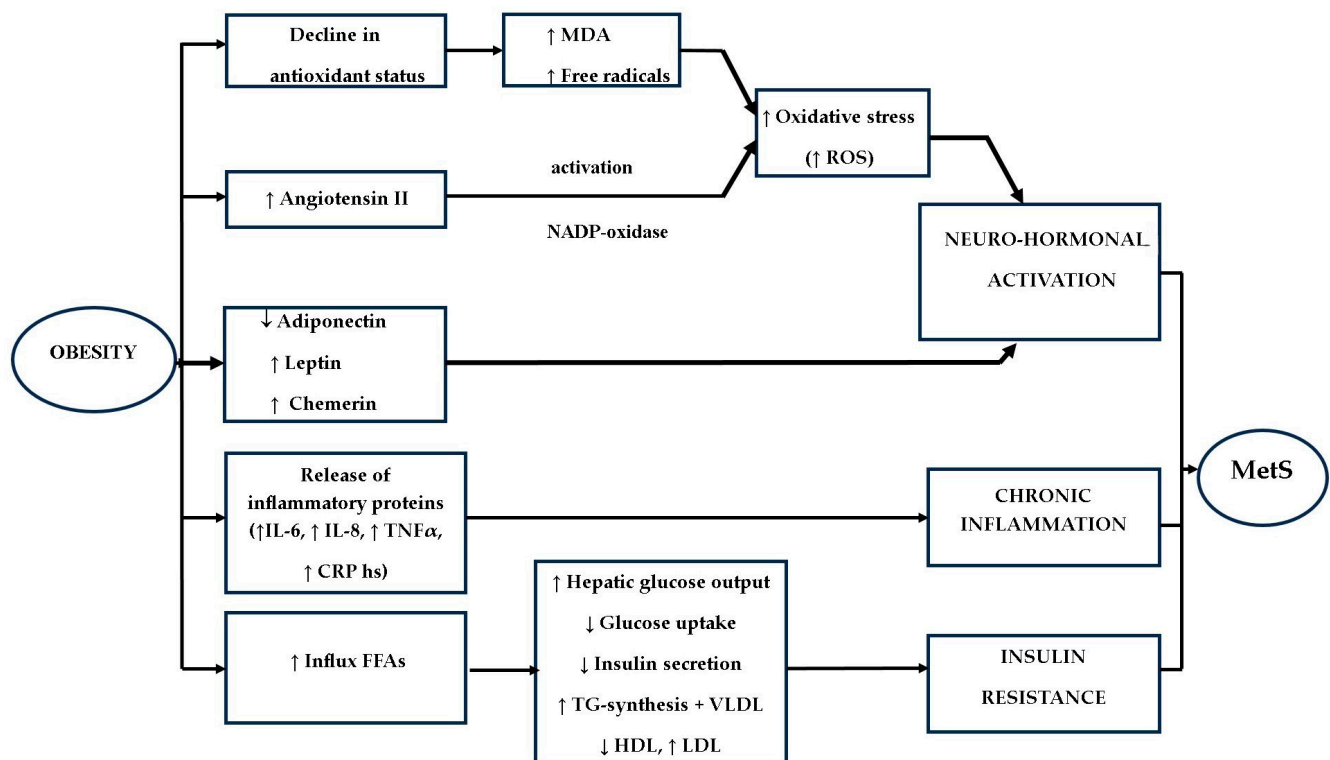 Decline in
antioxidant status
↑ MDA
↑ Free radicals
↑ Oxidative stress
(↑ ROS)
activation
↑ Angiotensin II
NADP-oxidase
NEURO-HORMONAL
ACTIVATION
OBESITY
↓ Adiponectin
↑ Leptin
↑ Chemerin
Release of
inflammatory proteins
(↑IL-6, ↑ IL-8, ↑ TNFα,
↑ CRP hs)
CHRONIC
INFLAMMATION
MetS
↑ Influx FFAs
↑ Hepatic glucose output
↓ Glucose uptake
↓ Insulin secretion
↑ TG-synthesis + VLDL
↓ HDL, ↑ LDL
INSULIN
RESISTANCE